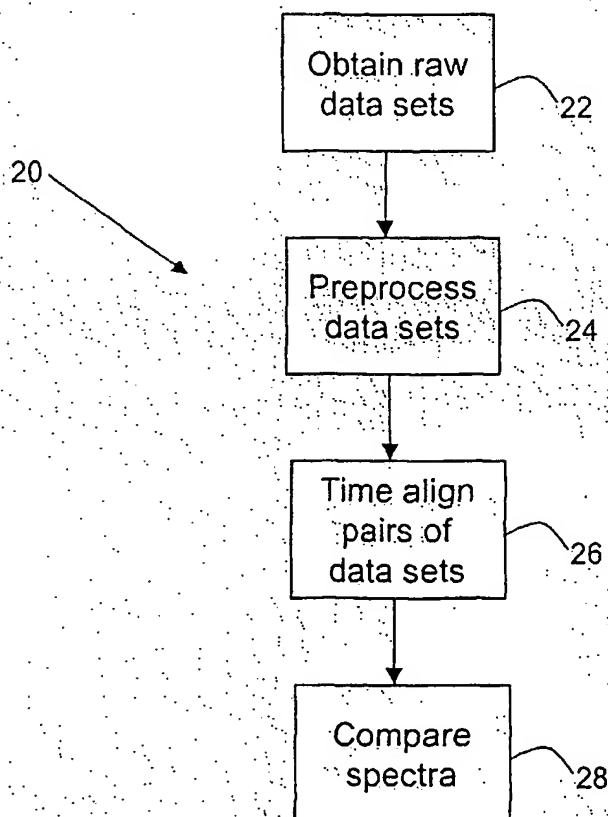 Obtain raw
data sets
22
20
Preprocess
data sets
24
Time align
pairs of
data sets
26
Compare
spectra
28